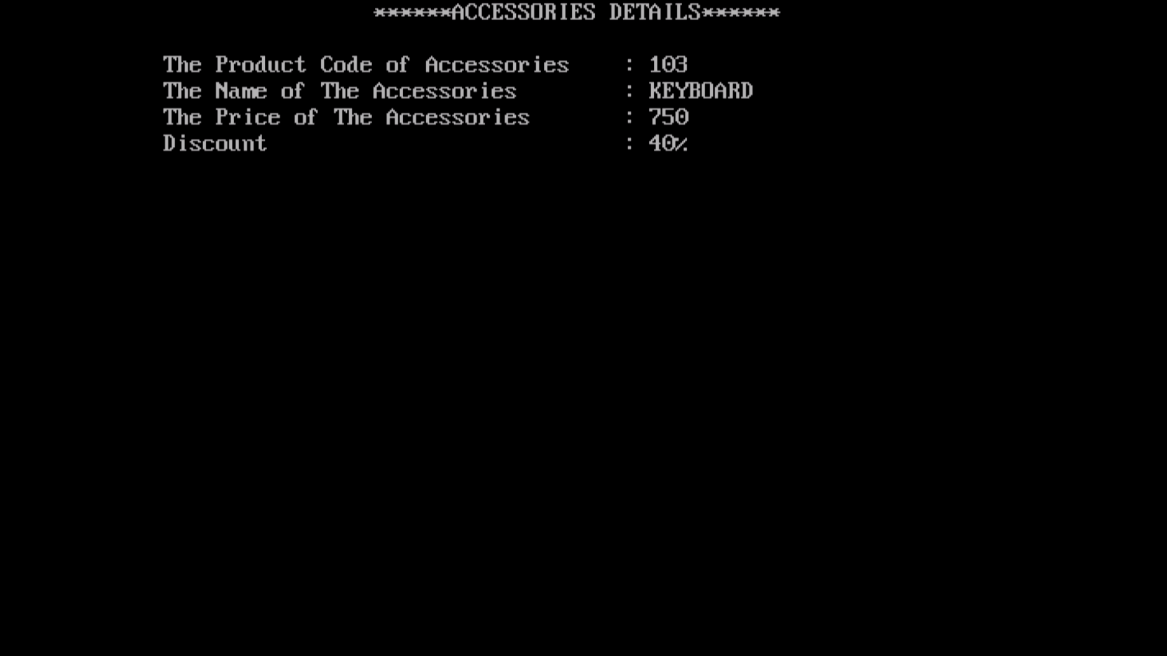 ******ACCESSORIES DETAILS******
The Product Code of Accessories : 103
The Name of The Accessories : KEYBOARD
The Price of The Accessories : 750
Discount : 40%